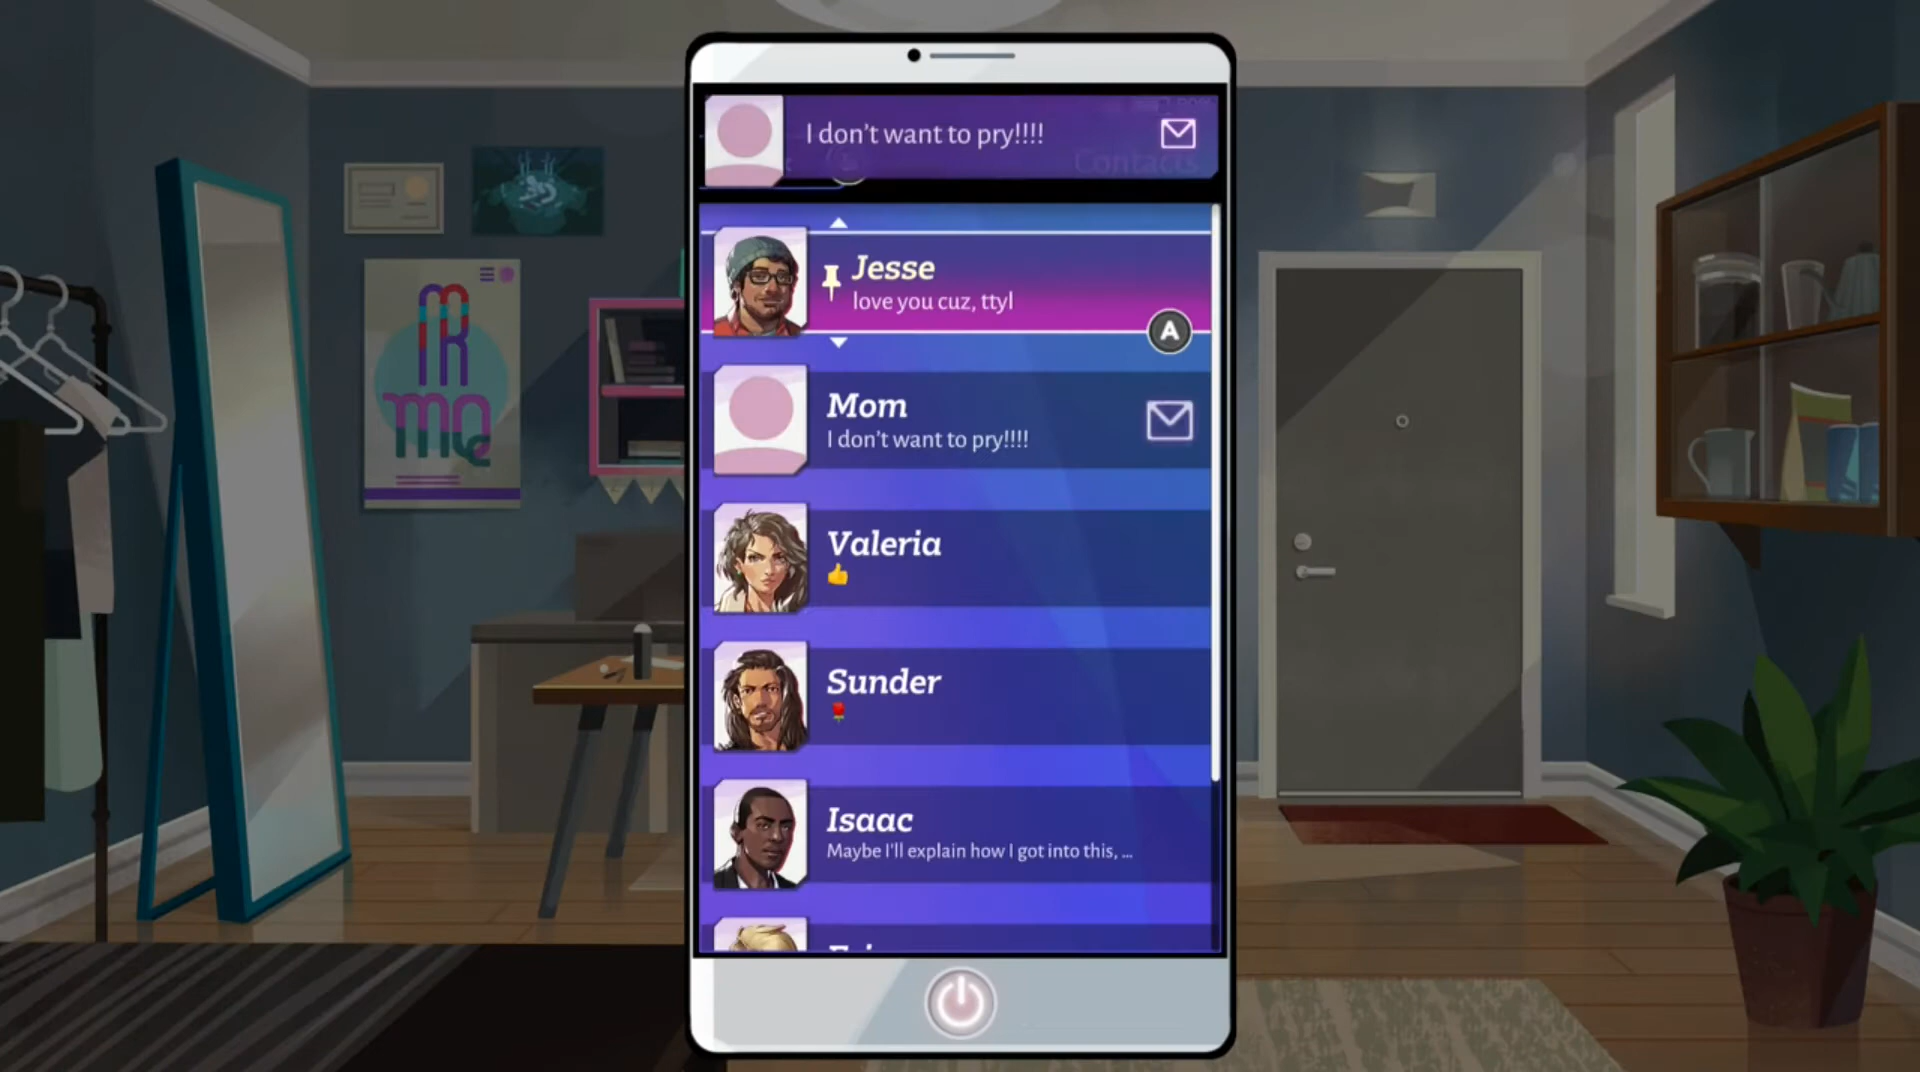 I don't want to pry!!!!
Contacts
Jesse
love you cuz, ttyl
A
Mom
I don't want to pry!!!!
Valeria
👍
Sunder
🌹
Isaac
Maybe I'll explain how I got into this, ...